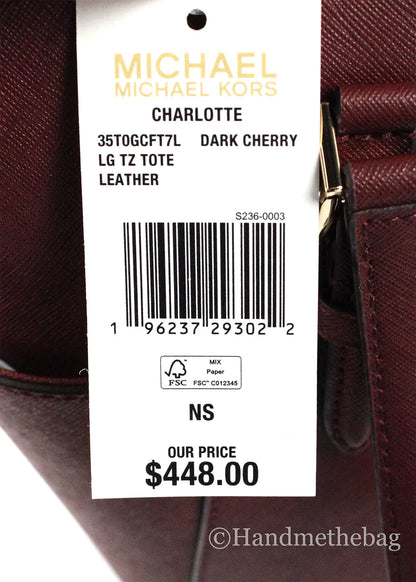 MICHAEL
MICHAEL KORS
CHARLOTTE
35T0GCFT7L DARK CHERRY
LG TZ TOTE
LEATHER
S236-0003
1 96237 29302 2
FSC
MIX
Paper
FSC™ C012345
NS
OUR PRICE
$448.00
©Handmethebag